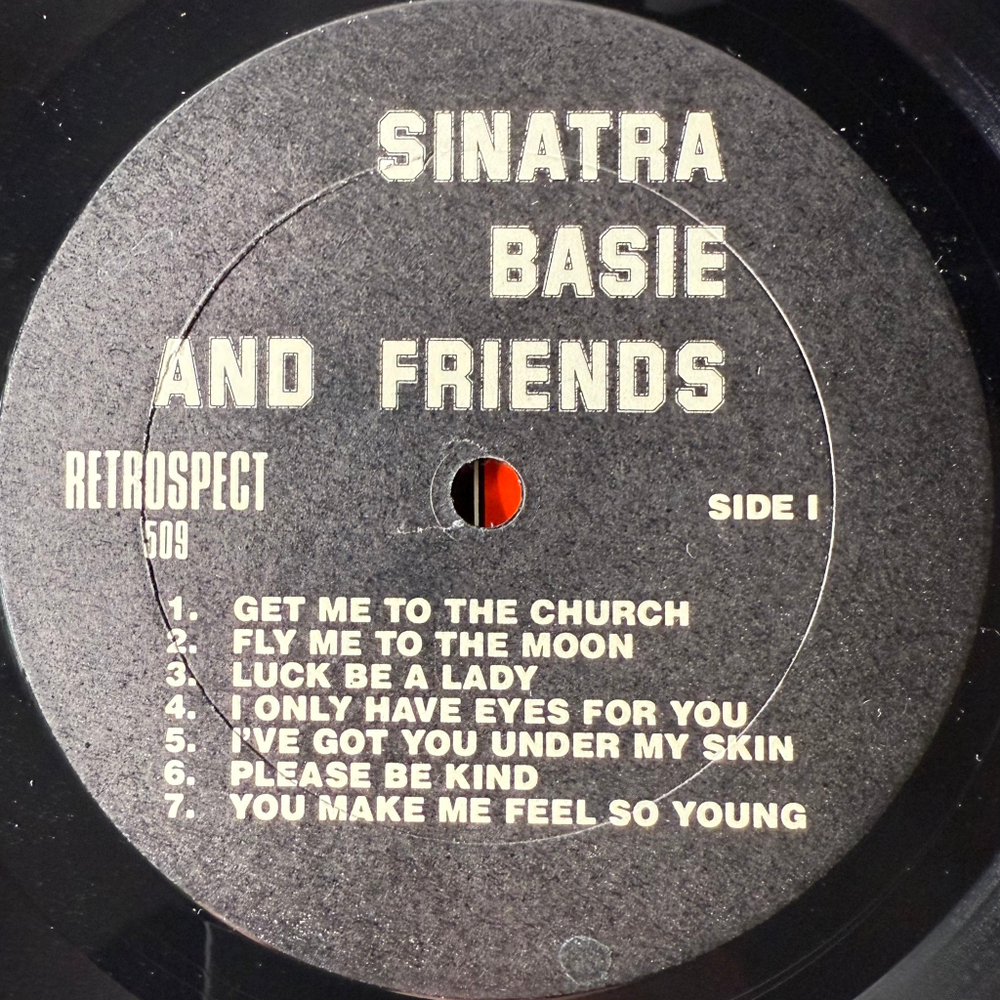 SINATRA
BASIE
AND FRIENDS
RETROSPECT
509
SIDE I
1. GET ME TO THE CHURCH
2. FLY ME TO THE MOON
3. LUCK BE A LADY
4. I ONLY HAVE EYES FOR YOU
5. I'VE GOT YOU UNDER MY SKIN
6. PLEASE BE KIND
7. YOU MAKE ME FEEL SO YOUNG